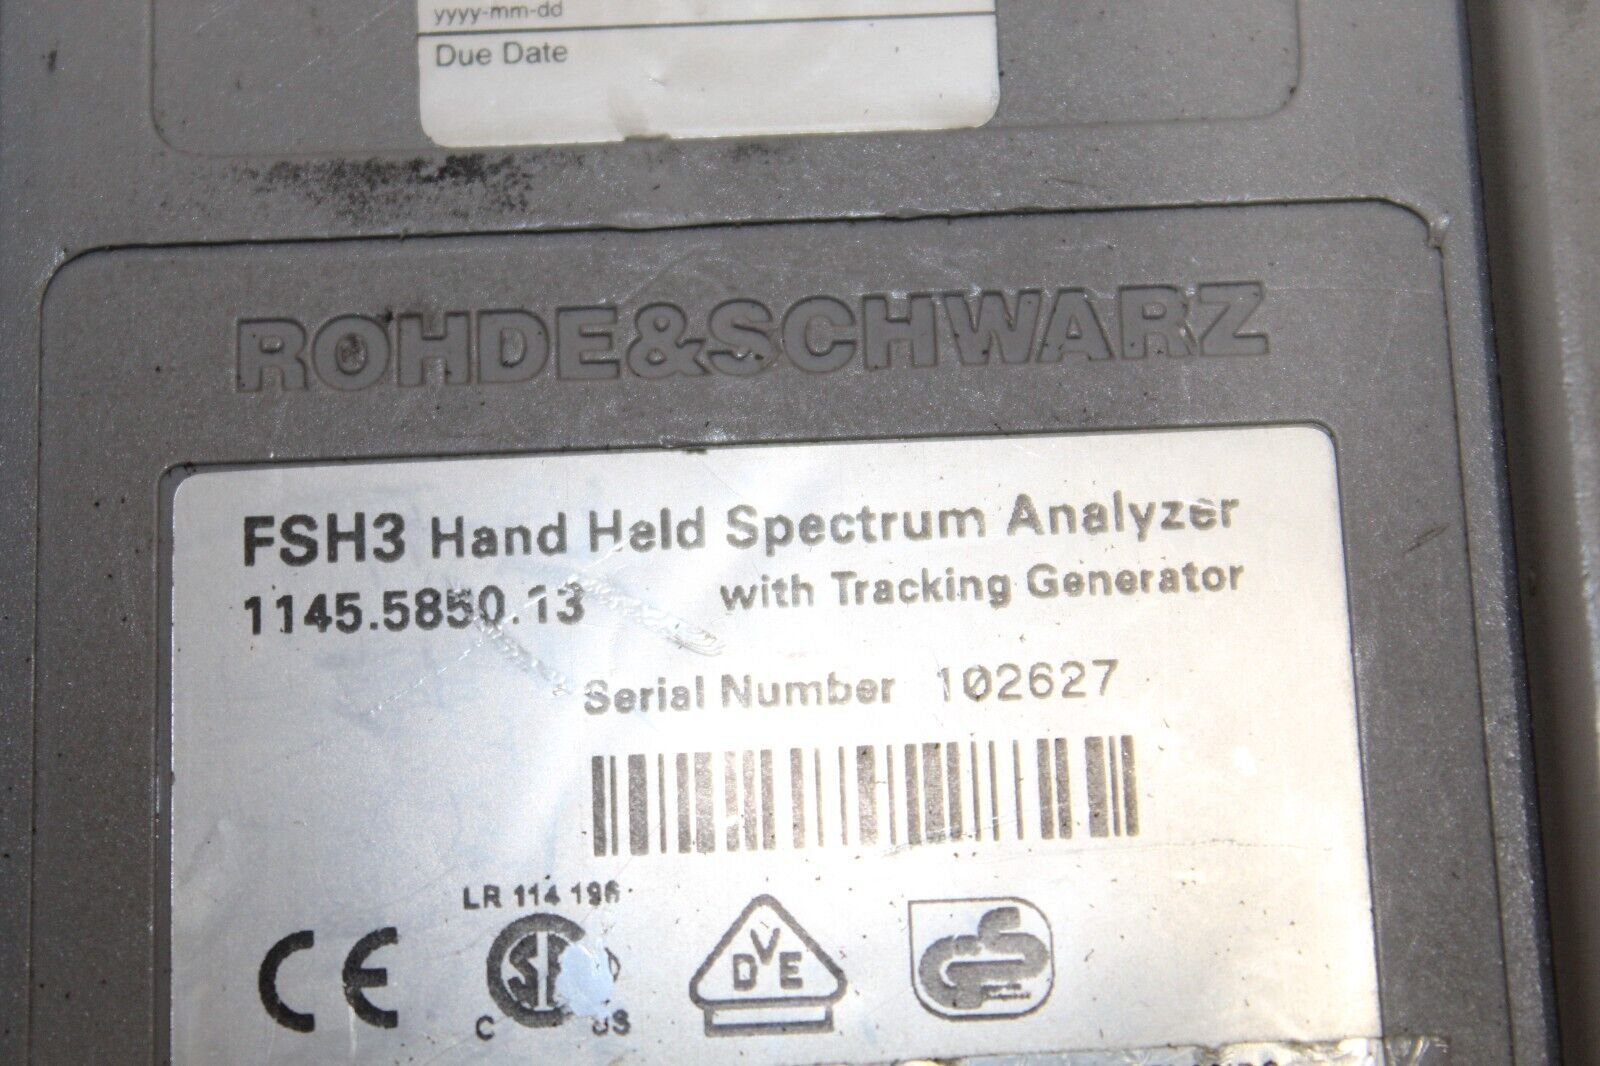 yyyy-mm-dd
Due Date
ROHDE&SCHWARZ
FSH3 Hand Held Spectrum Analyzer
1145.5850.13 with Tracking Generator
Serial Number 102627
LR 114 196
CE
C US
DVE
GS